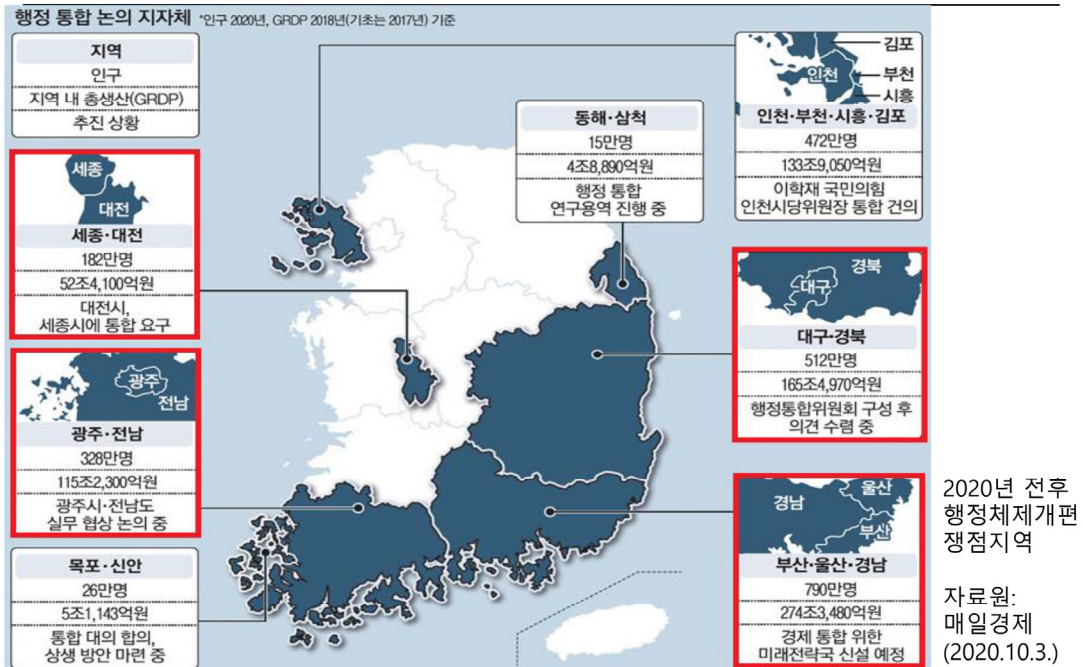 행정 통합 논의 지자체 *인구 2020년, GRDP 2018년(기초는 2017년) 기준
지역
인구
지역 내 총생산(GRDP)
추진 상황
세종
대전
세종·대전
182만명
52조4,100억원
대전시,
세종시에 통합 요구
광주
전남
광주·전남
328만명
115조2,300억원
광주시·전남도
실무 협상 논의 중
목포·신안
26만명
5조1,143억원
통합 대의 합의,
상생 방안 마련 중
동해·삼척
15만명
4조8,890억원
행정 통합
연구용역 진행 중
김포
인천
부천
시흥
인천·부천·시흥·김포
472만명
133조9,050억원
이학재 국민의힘
인천시당위원장 통합 건의
경북
대구
대구·경북
512만명
165조4,970억원
행정통합위원회 구성 후
의견 수렴 중
울산
경남
부산
부산·울산·경남
790만명
274조3,480억원
경제 통합 위한
미래전략국 신설 예정
2020년 전후
행정체제개편
쟁점지역
자료원:
매일경제
(2020.10.3.)